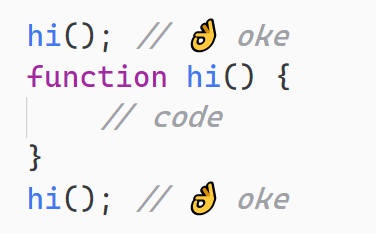 hi(); // 👌 oke
function hi() {
    // code
}
hi(); // 👌 oke